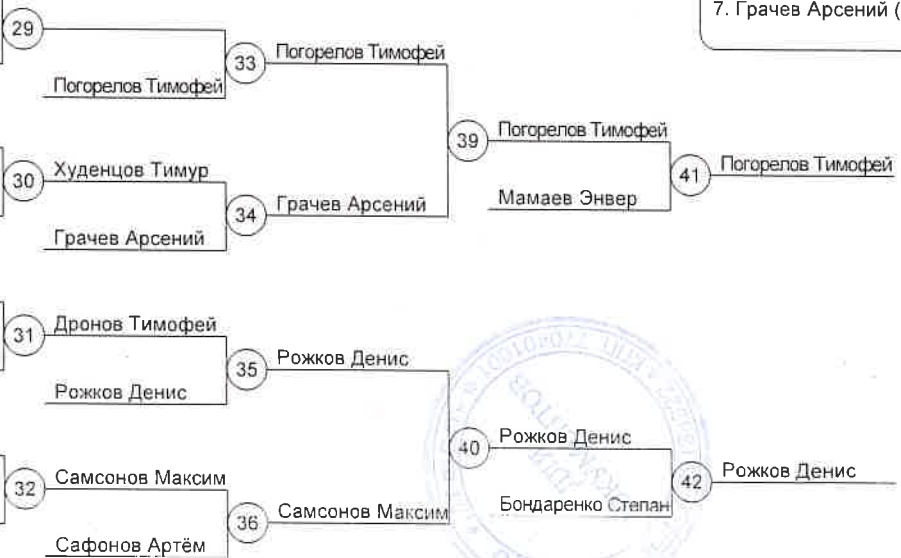 7. Грачев Арсений (
29
33
Погорелов Тимофей
Погорелов Тимофей
39
Погорелов Тимофей
41
Погорелов Тимофей
30
Худенцов Тимур
34
Грачев Арсений
Мамаев Энвер
Грачев Арсений
31
Дронов Тимофей
35
Рожков Денис
Рожков Денис
40
Рожков Денис
42
Рожков Денис
32
Самсонов Максим
36
Самсонов Максим
Бондаренко Степан
Сафонов Артём